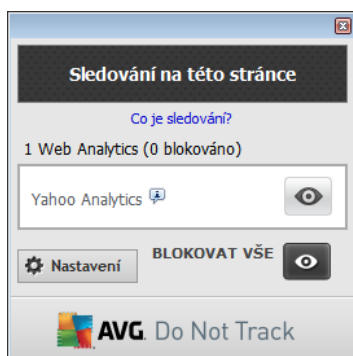 Sledování na této stránce
Co je sledování?
1 Web Analytics (0 blokováno)
Yahoo Analytics
BLOKOVAT VŠE
Nastavení
AVG. Do Not Track